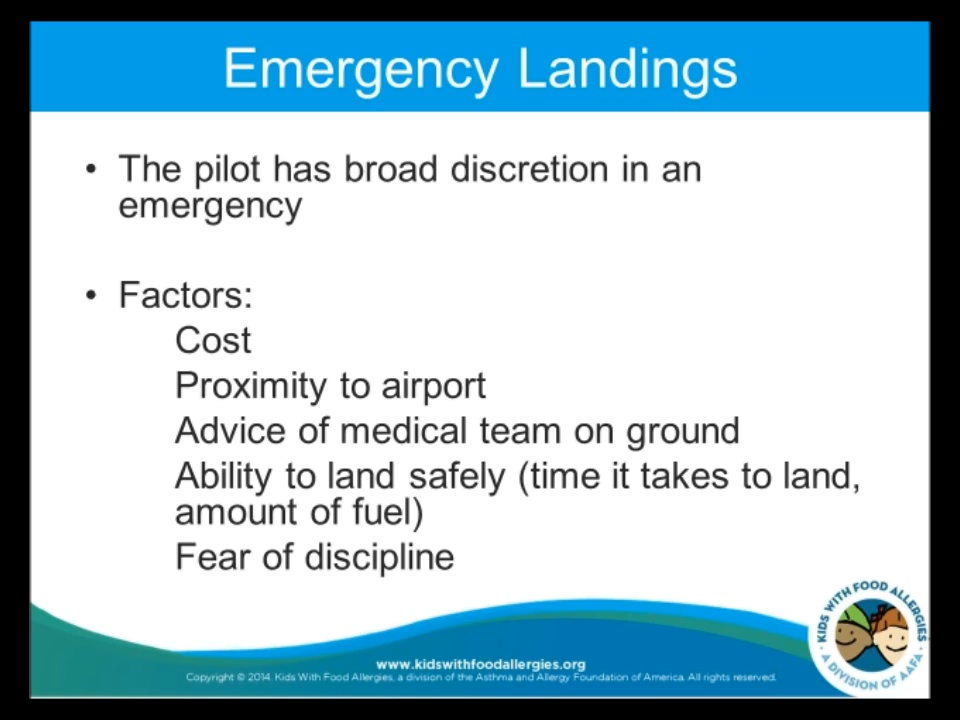 Emergency Landings
• The pilot has broad discretion in an
emergency
• Factors:
Cost
Proximity to airport
Advice of medical team on ground
Ability to land safely (time it takes to land,
amount of fuel)
Fear of discipline
www.kidswithfoodallergies.org
Copyright © 2014, Kids With Food Allergies, a division of the Asthma and Allergy Foundation of America. All rights reserved.
• KIDS WITH FOOD ALLERGIES •
A DIVISION OF AAFA